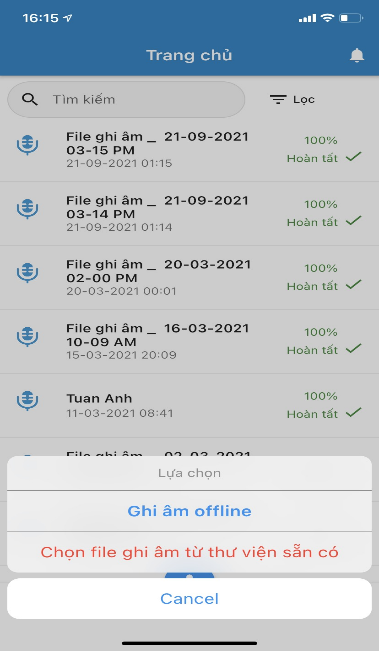 16:15
Trang chủ
Tìm kiếm
Lọc
File ghi âm _ 21-09-2021
03-15 PM
21-09-2021 01:15
100%
Hoàn tất
File ghi âm _ 21-09-2021
03-14 PM
21-09-2021 01:14
100%
Hoàn tất
File ghi âm _ 20-03-2021
02-00 PM
20-03-2021 00:01
100%
Hoàn tất
File ghi âm _ 16-03-2021
10-09 AM
15-03-2021 20:09
100%
Hoàn tất
Tuan Anh
11-03-2021 08:41
100%
Hoàn tất
File ghi âm _ 02-03-2021
Lựa chọn
Ghi âm offline
Chọn file ghi âm từ thư viện sẵn có
Cancel